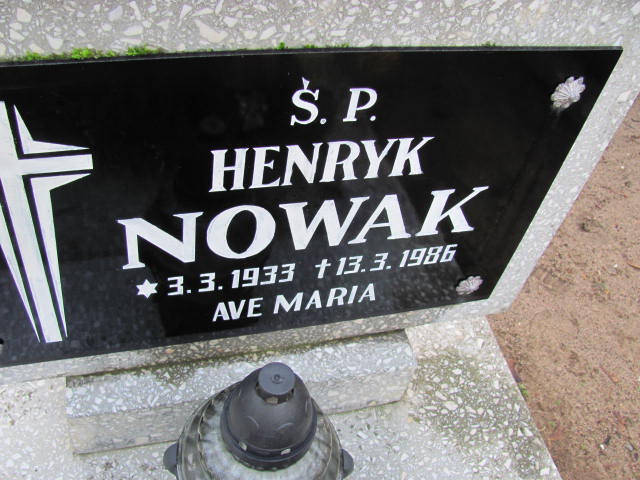 Ś. P.
HENRYK
NOWAK
✶ 3. 3. 1933 ✝ 13. 3. 1986
AVE MARIA